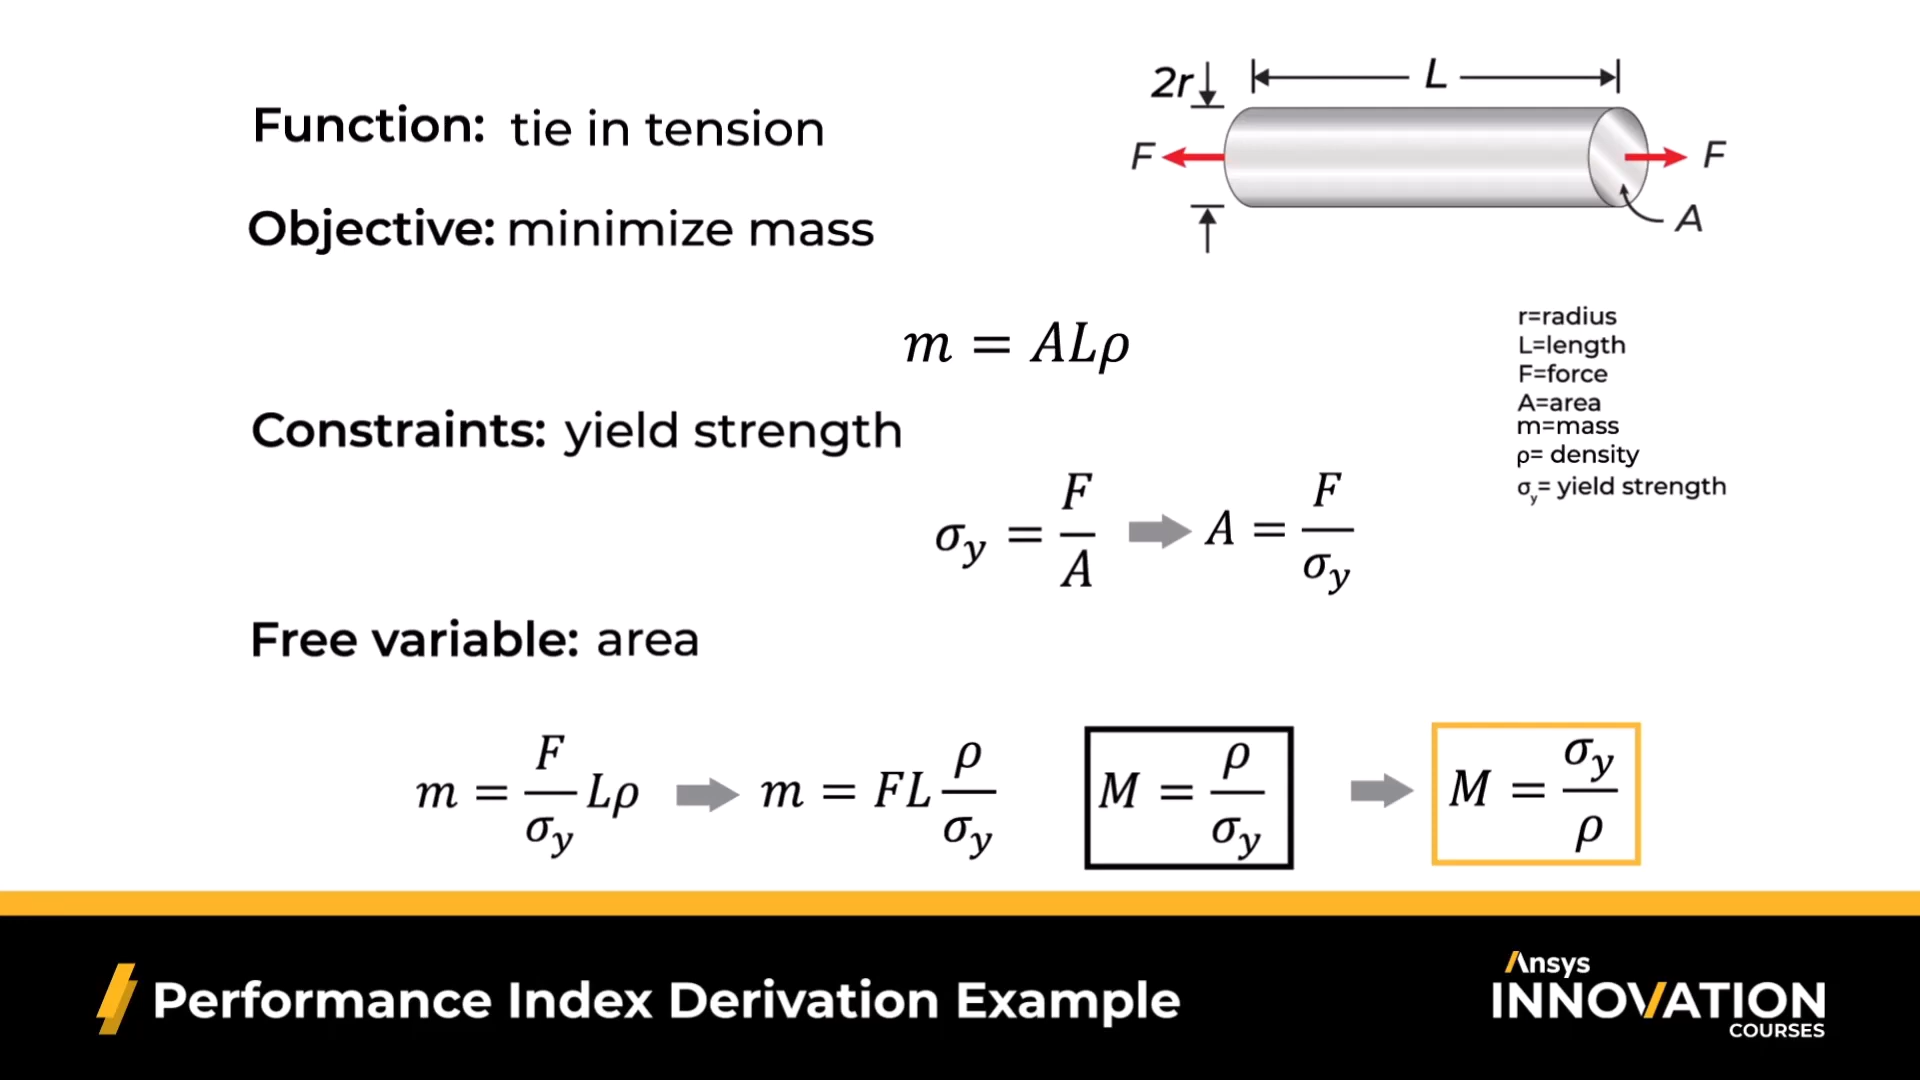 Function: tie in tension
2r L
F F
A
Objective: minimize mass
m = ALρ
r=radius
L=length
F=force
A=area
m=mass
ρ= density
σy= yield strength
Constraints: yield strength
σy = F/A A = F/σy
Free variable: area
m = F/σy Lρ m = FL ρ/σy M = ρ/σy M = σy/ρ
Performance Index Derivation Example
Ansys
INNOVATION
COURSES